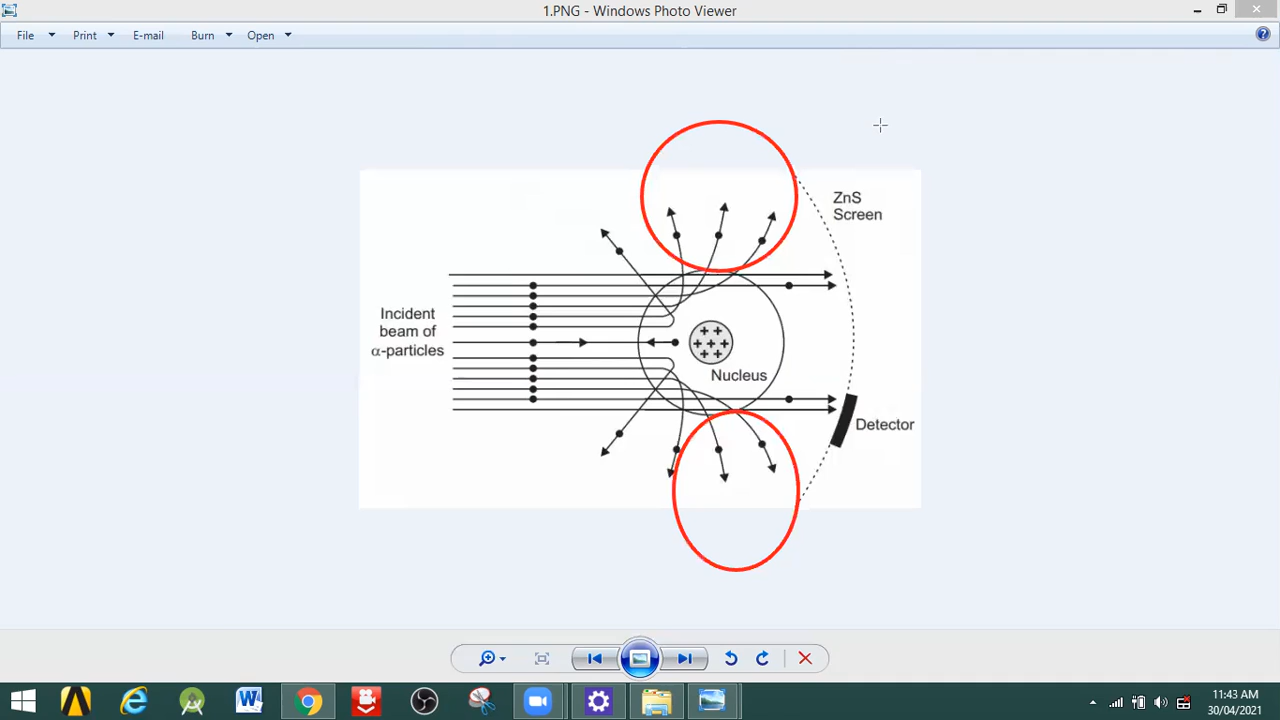 1.PNG - Windows Photo Viewer
File Print E-mail Burn Open
ZnS
Screen
Incident
beam of
α-particles
+ +
+ + +
+ +
Nucleus
Detector
11:43 AM
30/04/2021